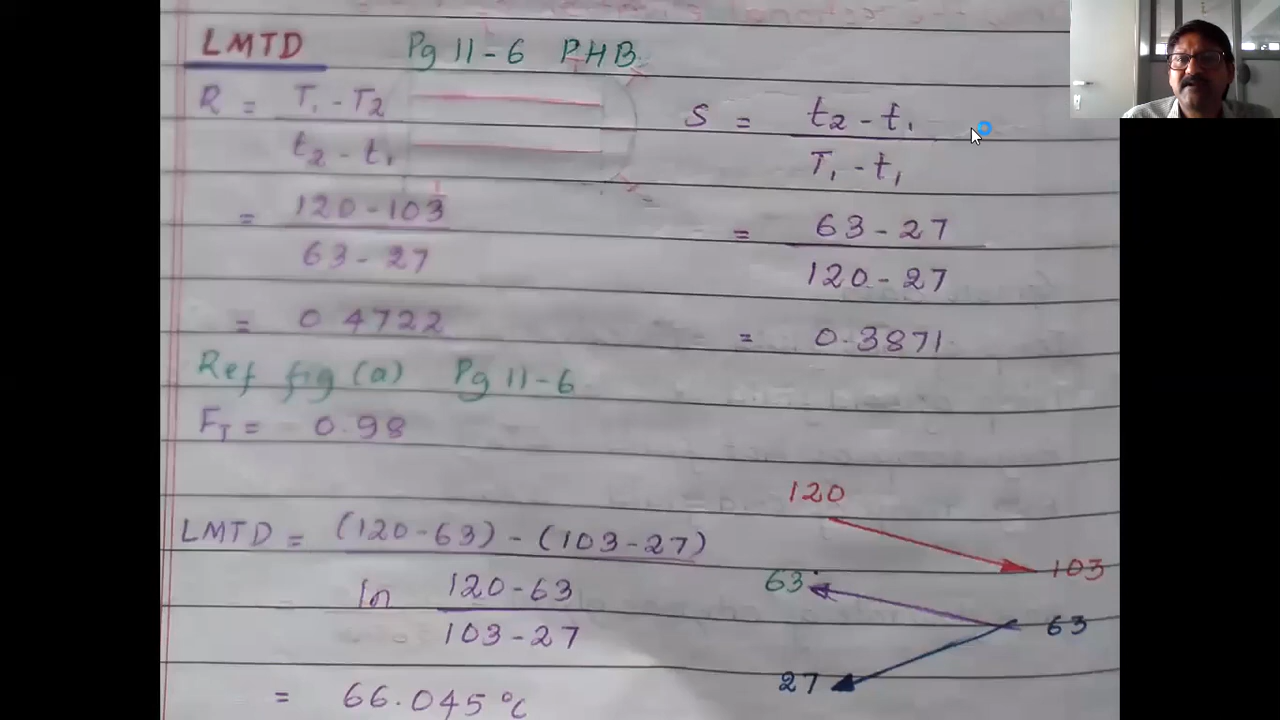 LMTD Pg 11-6 PHB
R = T1 - T2 / t2 - t1
S = t2 - t1 / T1 - t1
= 120 - 103 / 63 - 27
= 63 - 27 / 120 - 27
= 0.4722
= 0.3871
Ref fig (a) Pg 11-6
FT = 0.98
LMTD = (120-63) - (103-27)
ln 120-63 / 103-27
= 66.045 °C
120
103
63
63
27